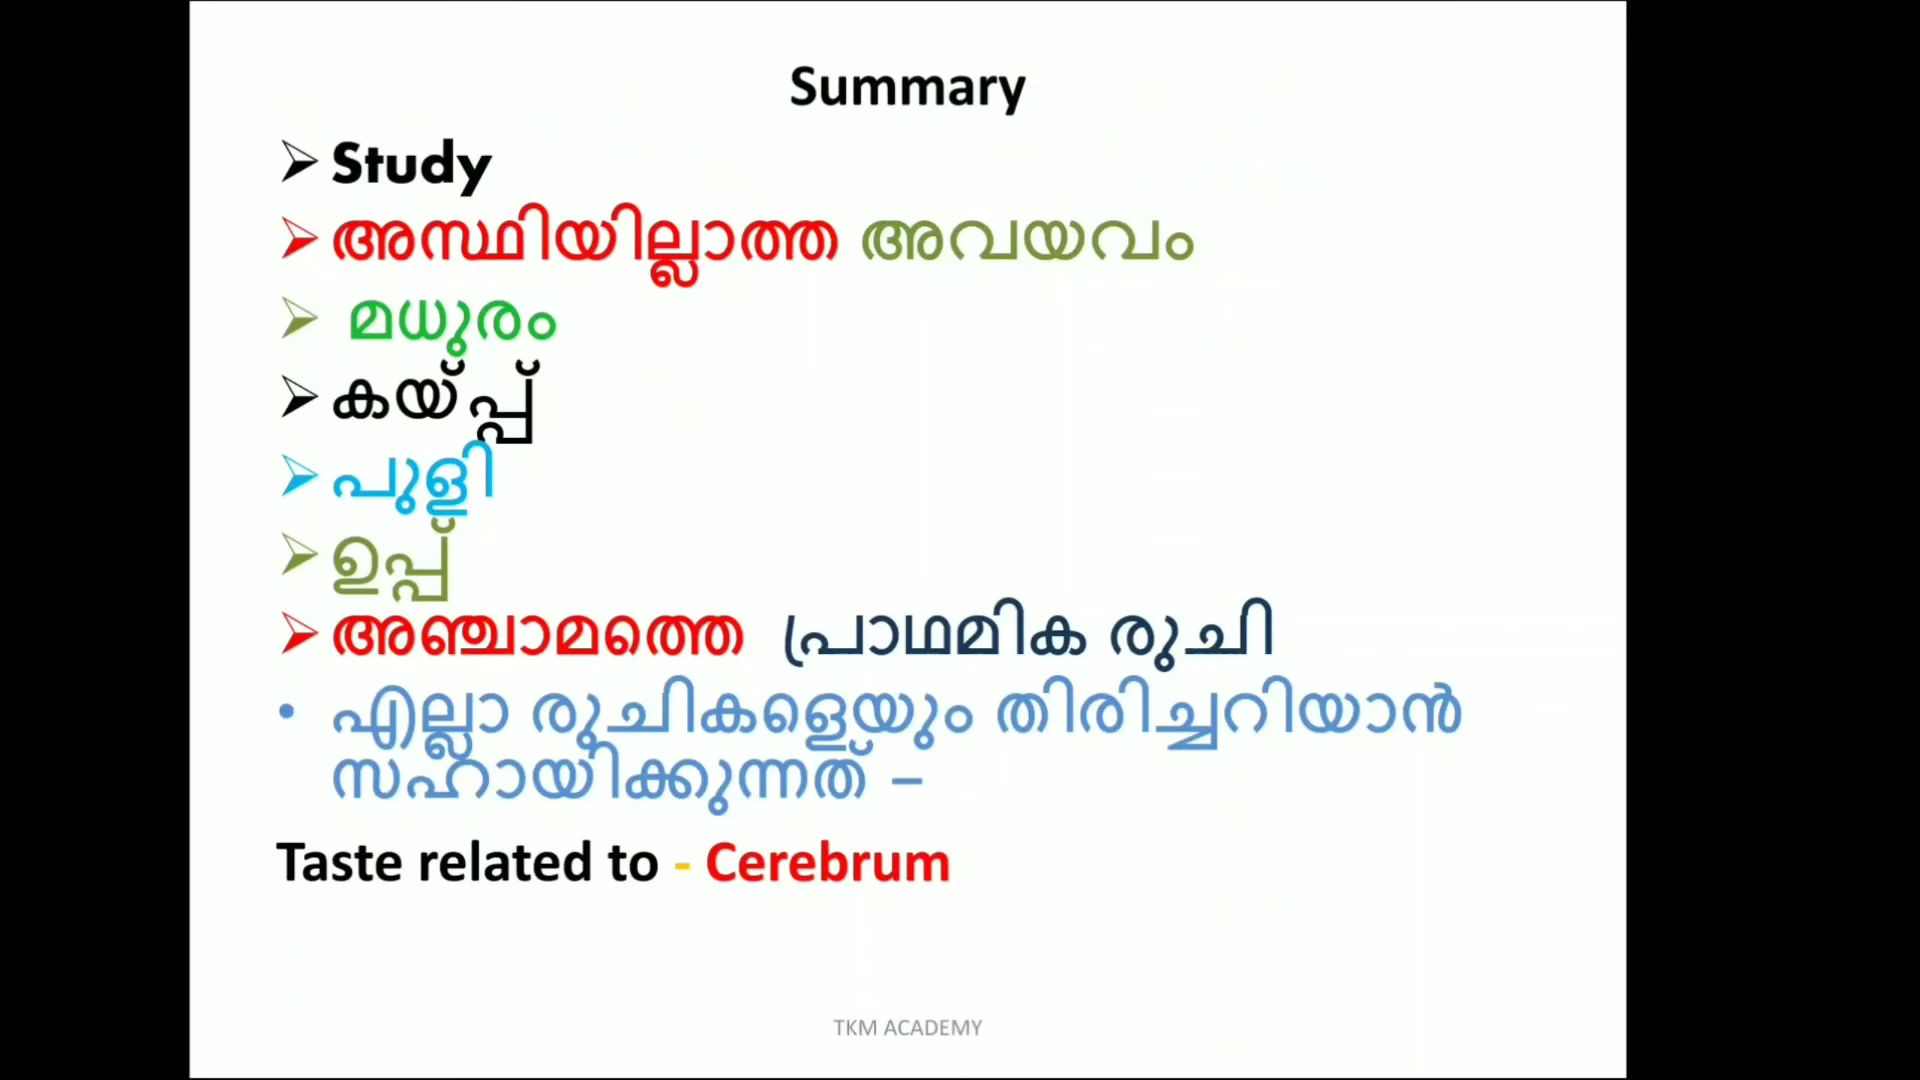 Summary
Study
അസ്ഥിയില്ലാത്ത അവയവം
മധുരം
കയ്പ്പ്
പുളി
ഉപ്പ്
അഞ്ചാമത്തെ പ്രാഥമിക രുചി
എല്ലാ രുചികളെയും തിരിച്ചറിയാൻ
സഹായിക്കുന്നത് –
Taste related to - Cerebrum
TKM ACADEMY